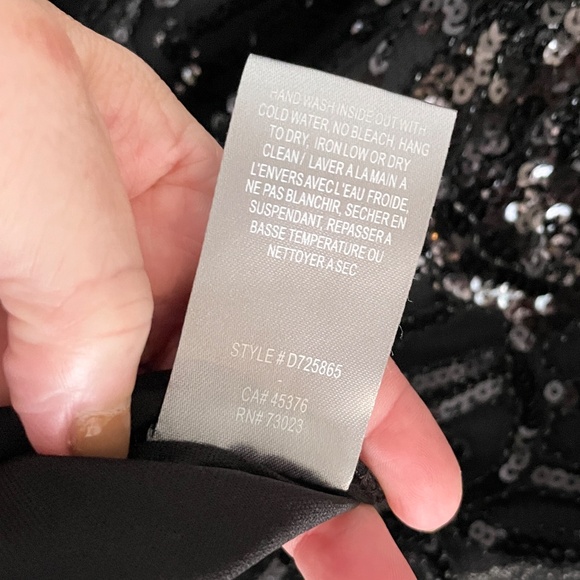 HAND WASH INSIDE OUT WITH
COLD WATER, NO BLEACH, HANG
TO DRY, IRON LOW OR DRY
CLEAN / LAVER A LA MAIN A
L'ENVERS AVEC L'EAU FROIDE,
NE PAS BLANCHIR, SECHER EN
SUSPENDANT, REPASSER A
BASSE TEMPERATURE OU
NETTOYER A SEC
STYLE # D725865
-
CA# 45376
RN# 73023